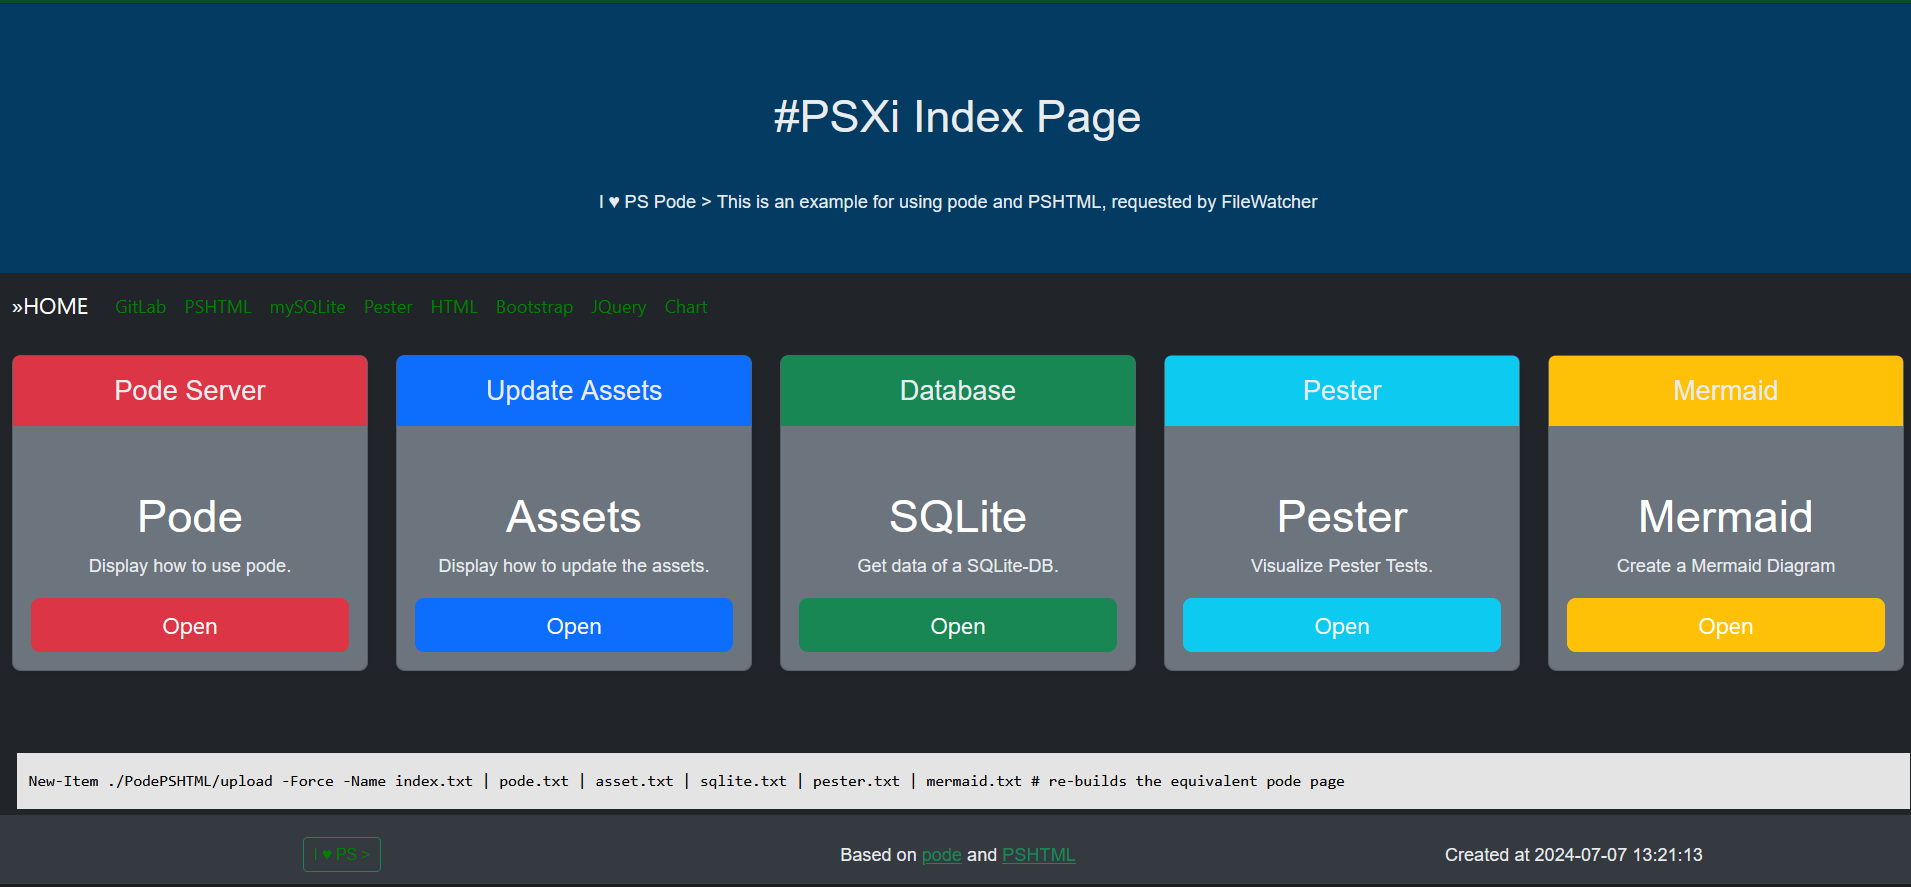 #PSXi Index Page
I ♥ PS Pode > This is an example for using pode and PSHTML, requested by FileWatcher
»HOME GitLab PSHTML mySQLite Pester HTML Bootstrap JQuery Chart
Pode Server
Pode
Display how to use pode.
Open
Update Assets
Assets
Display how to update the assets.
Open
Database
SQLite
Get data of a SQLite-DB.
Open
Pester
Pester
Visualize Pester Tests.
Open
Mermaid
Mermaid
Create a Mermaid Diagram
Open
New-Item ./PodePSHTML/upload -Force -Name index.txt | pode.txt | asset.txt | sqlite.txt | pester.txt | mermaid.txt # re-builds the equivalent pode page
I ♥ PS >
Based on pode and PSHTML
Created at 2024-07-07 13:21:13